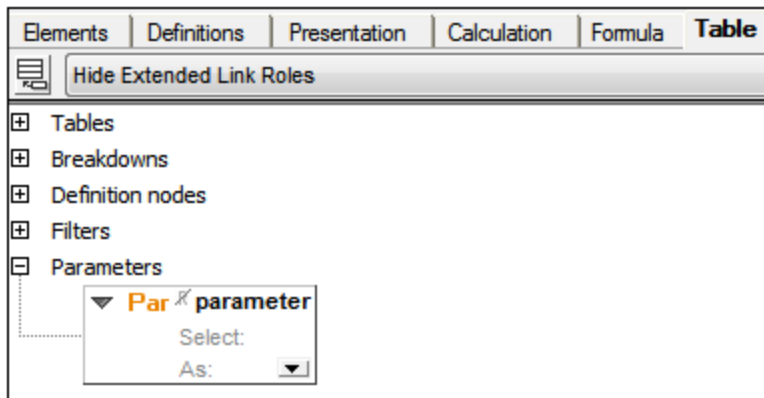 Elements Definitions Presentation Calculation Formula Table
Hide Extended Link Roles
Tables
Breakdowns
Definition nodes
Filters
Parameters
Par parameter
Select:
As: